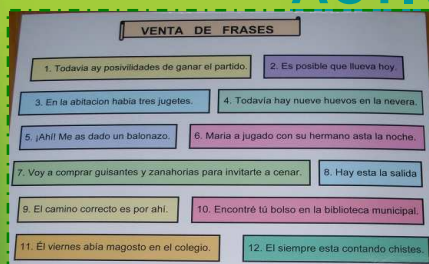 VENTA DE FRASES
1. Todavia ay posivilidades de ganar el partido.
2. Es posible que llueva hoy.
3. En la abitacion habia tres jugetes.
4. Todavía hay nueve huevos en la nevera.
5. ¡Ahí! Me as dado un balonazo.
6. Maria a jugado con su hermano asta la noche.
7. Voy a comprar guisantes y zanahorias para invitarte a cenar.
8. Hay esta la salida
9. El camino correcto es por ahí.
10. Encontré tú bolso en la biblioteca municipal.
11. Él viernes abía magosto en el colegio.
12. El siempre esta contando chistes.